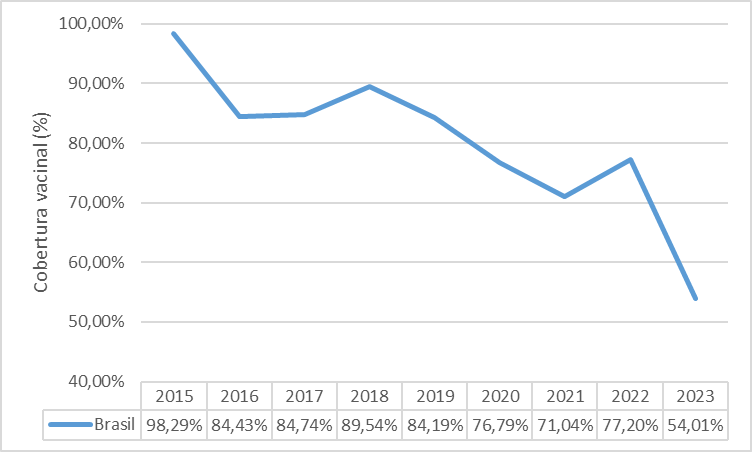 Cobertura vacinal (%)
100,00%
90,00%
80,00%
70,00%
60,00%
50,00%
40,00%
2015 2016 2017 2018 2019 2020 2021 2022 2023
Brasil 98,29% 84,43% 84,74% 89,54% 84,19% 76,79% 71,04% 77,20% 54,01%